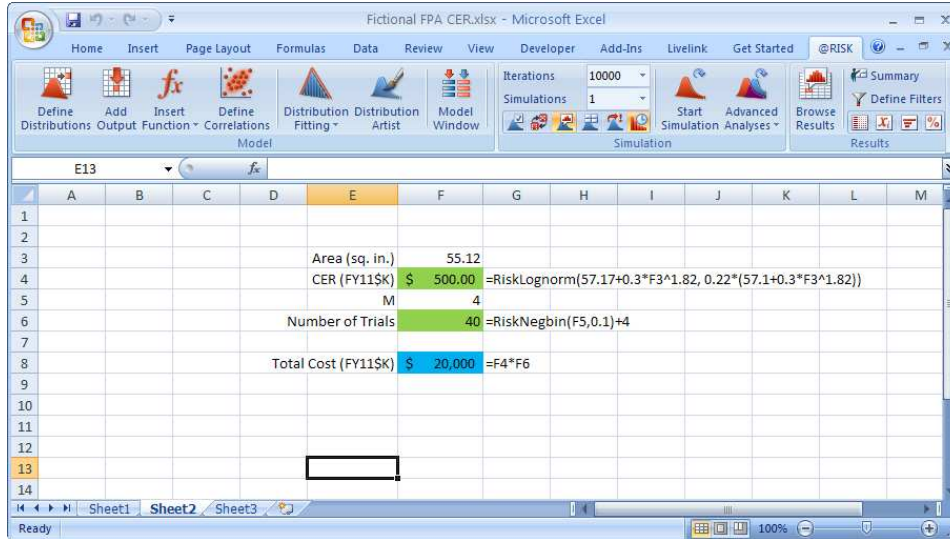 Fictional FPA CER.xlsx - Microsoft Excel
Home Insert Page Layout Formulas Data Review View Developer Add-Ins Livelink Get Started @RISK
Define Distributions
Add Output
Insert Function
Define Correlations
Distribution Fitting
Distribution Artist
Model Window
Iterations 10000
Simulations 1
Start Simulation
Advanced Analyses
Browse Results
Summary
Define Filters
Model
Simulation
Results
E13
fx
A B C D E F G H I J K L M
1
2
3 Area (sq. in.) 55.12
4 CER (FY11$K) $ 500.00 =RiskLognorm(57.17+0.3*F3^1.82, 0.22*(57.1+0.3*F3^1.82))
5 M 4
6 Number of Trials 40 =RiskNegbin(F5,0.1)+4
7
8 Total Cost (FY11$K) $ 20,000 =F4*F6
9
10
11
12
13
14
Sheet1 Sheet2 Sheet3
Ready 100%